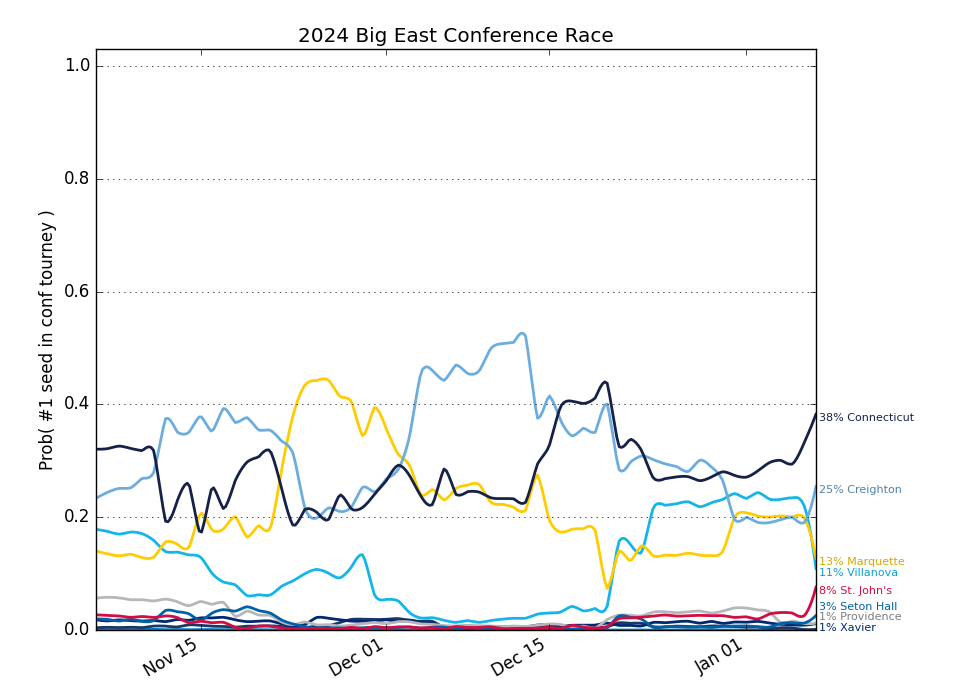 2024 Big East Conference Race
Prob( #1 seed in conf tourney )
1.0
0.8
0.6
0.4
0.2
0.0
Nov 15
Dec 01
Dec 15
Jan 01
38% Connecticut
25% Creighton
13% Marquette
11% Villanova
8% St. John's
3% Seton Hall
1% Providence
1% Xavier